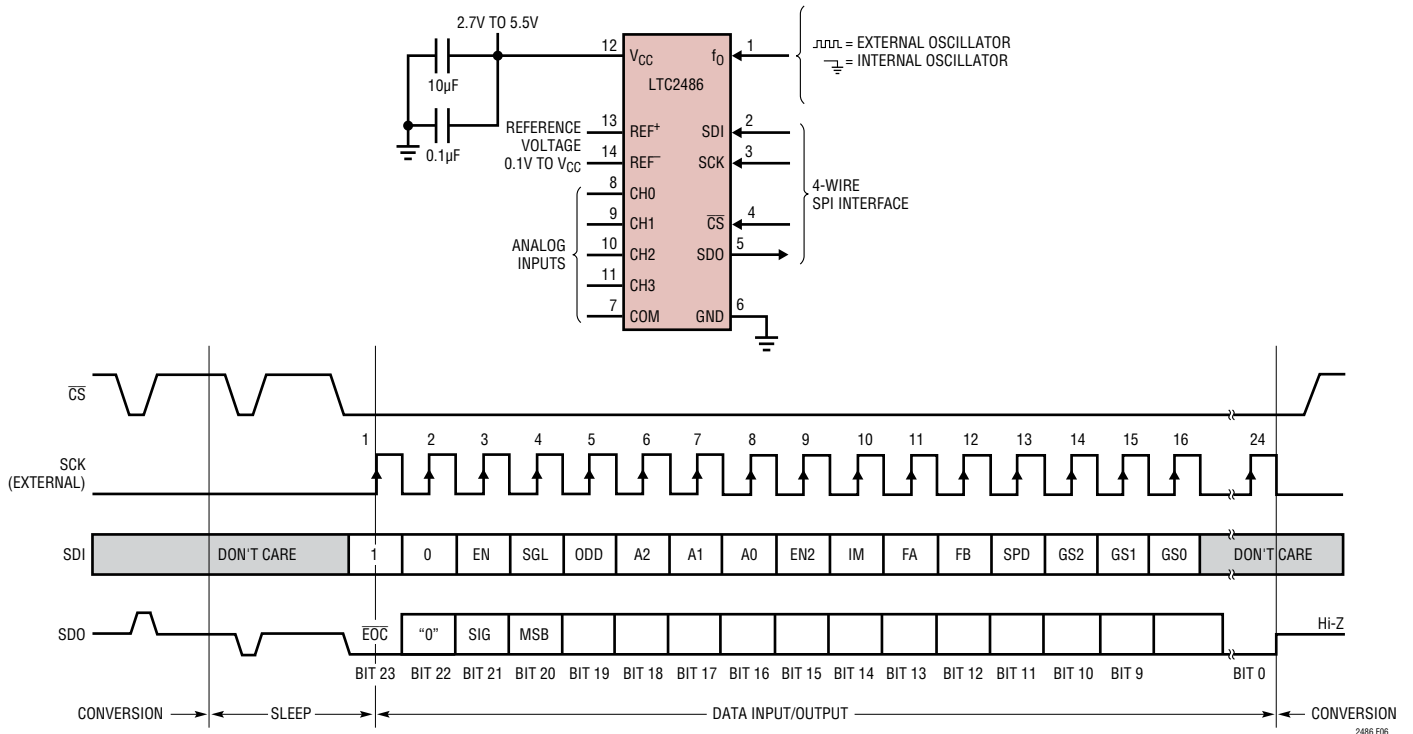 2.7V TO 5.5V
10µF
0.1µF
12
VCC
fO
1
= EXTERNAL OSCILLATOR
= INTERNAL OSCILLATOR
LTC2486
REFERENCE
VOLTAGE
0.1V TO VCC
13
REF+
14
REF–
SDI
2
SCK
3
CS
4
SDO
5
4-WIRE
SPI INTERFACE
ANALOG
INPUTS
8
CH0
9
CH1
10
CH2
11
CH3
7
COM
GND
6
CS
SCK
(EXTERNAL)
1 2 3 4 5 6 7 8 9 10 11 12 13 14 15 16 24
SDI
DON'T CARE 1 0 EN SGL ODD A2 A1 A0 EN2 IM FA FB SPD GS2 GS1 GS0 DON'T CARE
SDO
EOC “0” SIG MSB Hi-Z
BIT 23 BIT 22 BIT 21 BIT 20 BIT 19 BIT 18 BIT 17 BIT 16 BIT 15 BIT 14 BIT 13 BIT 12 BIT 11 BIT 10 BIT 9 BIT 0
CONVERSION SLEEP DATA INPUT/OUTPUT CONVERSION
2486 F06